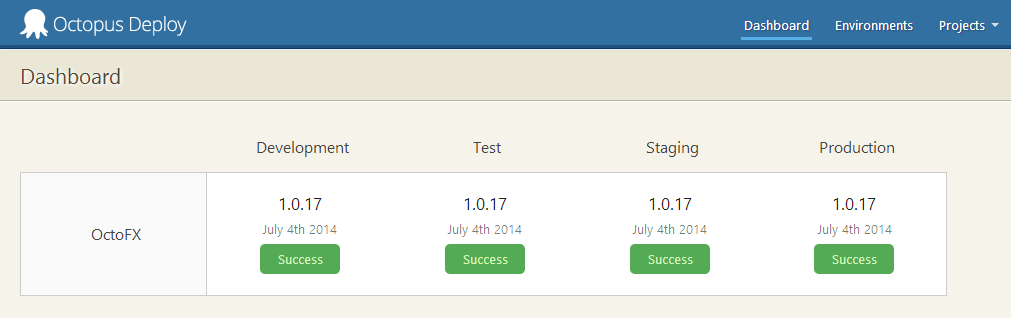 Octopus Deploy Dashboard Environments Projects
Dashboard
Development Test Staging Production
1.0.17 1.0.17 1.0.17 1.0.17
July 4th 2014 July 4th 2014 July 4th 2014 July 4th 2014
OctoFX
Success Success Success Success